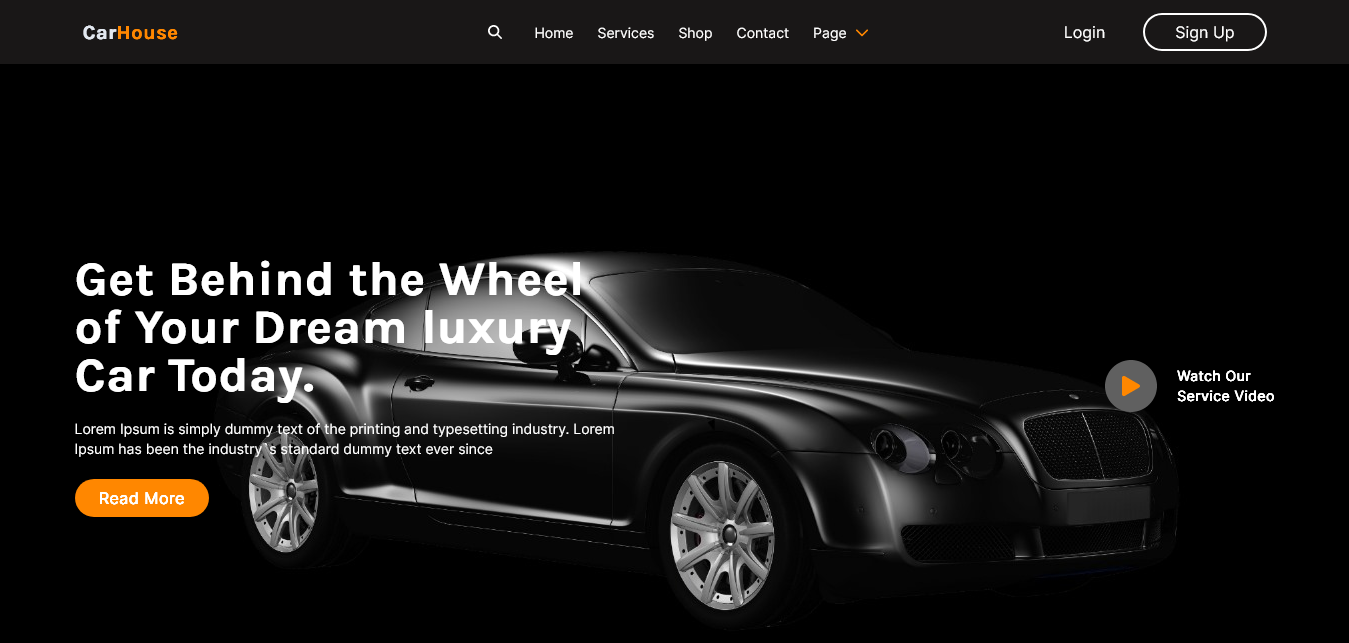 CarHouse
Home Services Shop Contact Page
Login Sign Up
Get Behind the Wheel
of Your Dream luxury
Car Today.
Watch Our
Service Video
Lorem Ipsum is simply dummy text of the printing and typesetting industry. Lorem
Ipsum has been the industry`s standard dummy text ever since
Read More